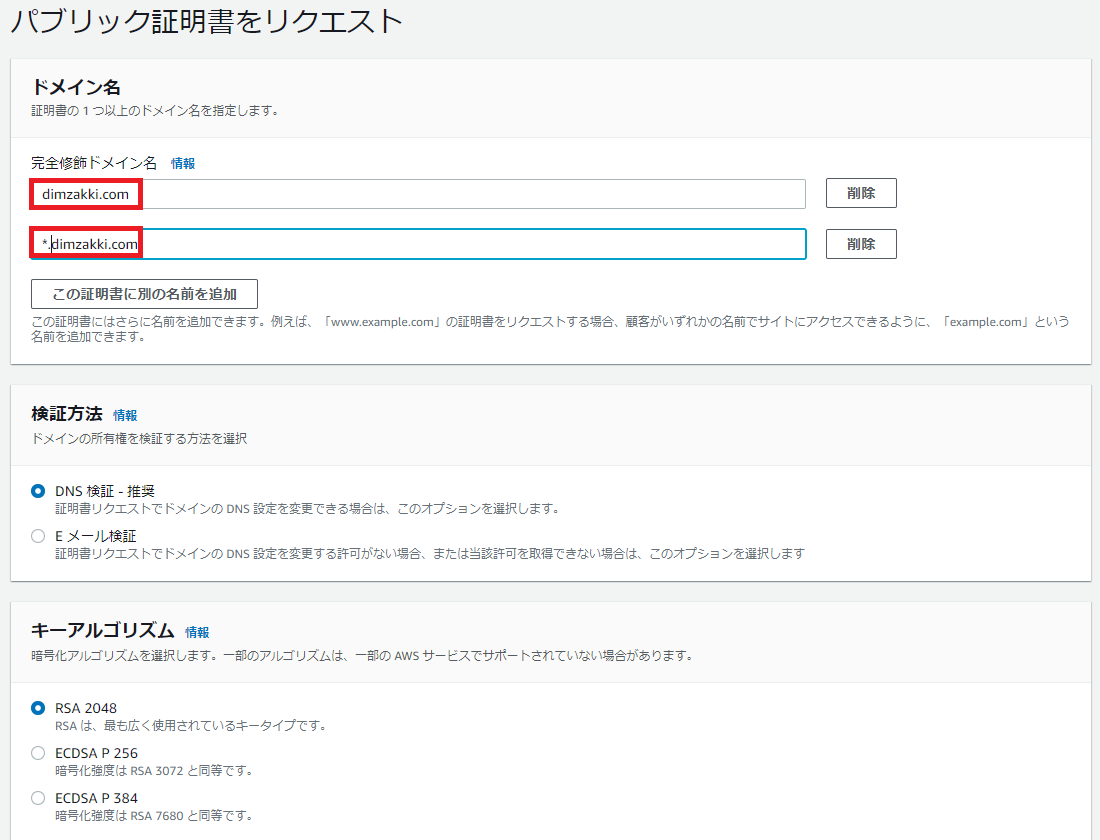 パブリック証明書をリクエスト
ドメイン名
証明書の 1 つ以上のドメイン名を指定します。
完全修飾ドメイン名 情報
dimzakki.com 削除
*.dimzakki.com 削除
この証明書に別の名前を追加
この証明書にはさらに名前を追加できます。例えば、「www.example.com」の証明書をリクエストする場合、顧客がいずれかの名前でサイトにアクセスできるように、「example.com」という
名前を追加できます。
検証方法 情報
ドメインの所有権を検証する方法を選択
DNS 検証 - 推奨
証明書リクエストでドメインの DNS 設定を変更できる場合は、このオプションを選択します。
E メール検証
証明書リクエストでドメインの DNS 設定を変更する許可がない場合、または当該許可を取得できない場合は、このオプションを選択します
キーアルゴリズム 情報
暗号化アルゴリズムを選択します。一部のアルゴリズムは、一部の AWS サービスでサポートされていない場合があります。
RSA 2048
RSA は、最も広く使用されているキータイプです。
ECDSA P 256
暗号化強度は RSA 3072 と同等です。
ECDSA P 384
暗号化強度は RSA 7680 と同等です。